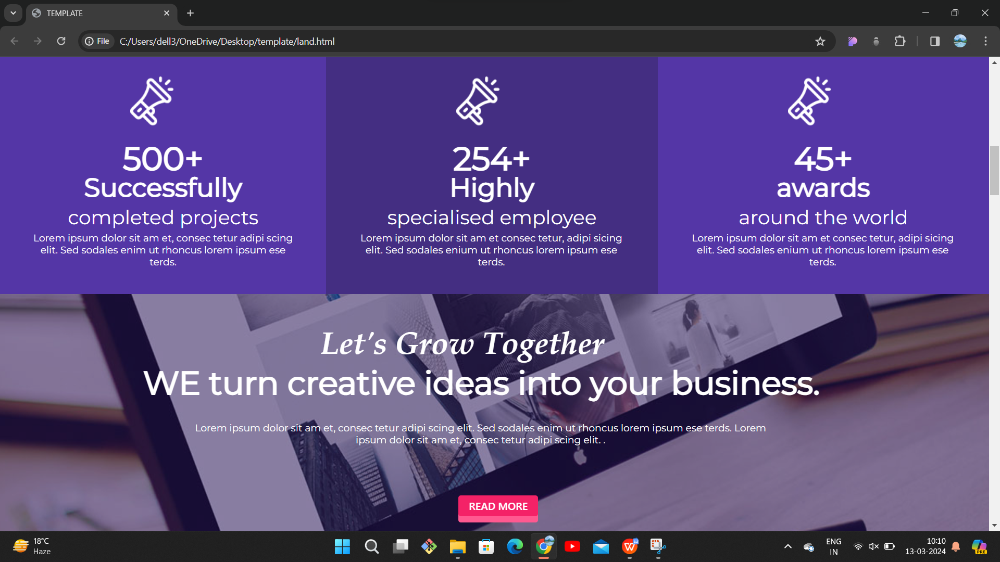 TEMPLATE
File
C:/Users/dell3/OneDrive/Desktop/template/land.html
500+
Successfully
completed projects
Lorem ipsum dolor sit am et, consec tetur adipi scing
elit. Sed sodales enim ut rhoncus lorem ipsum ese
terds.
254+
Highly
specialised employee
Lorem ipsum dolor sit am et consec tetur, adipi sicing
elit. Sed sodales enium ut rhoncus lorem ipsum ese
terds.
45+
awards
around the world
Lorem ipsum dolor sit am et consec tetur, adipi sicing
elit. Sed sodales enium ut rhoncus lorem ipsum ese
terds.
Let's Grow Together
WE turn creative ideas into your business.
Lorem ipsum dolor sit am et, consec tetur adipi scing elit. Sed sodales enim ut rhoncus lorem ipsum ese terds. Lorem
ipsum dolor sit am et, consec tetur adipi scing elit. .
READ MORE
18°C
Haze
ENG
IN
10:10
13-03-2024
PRE